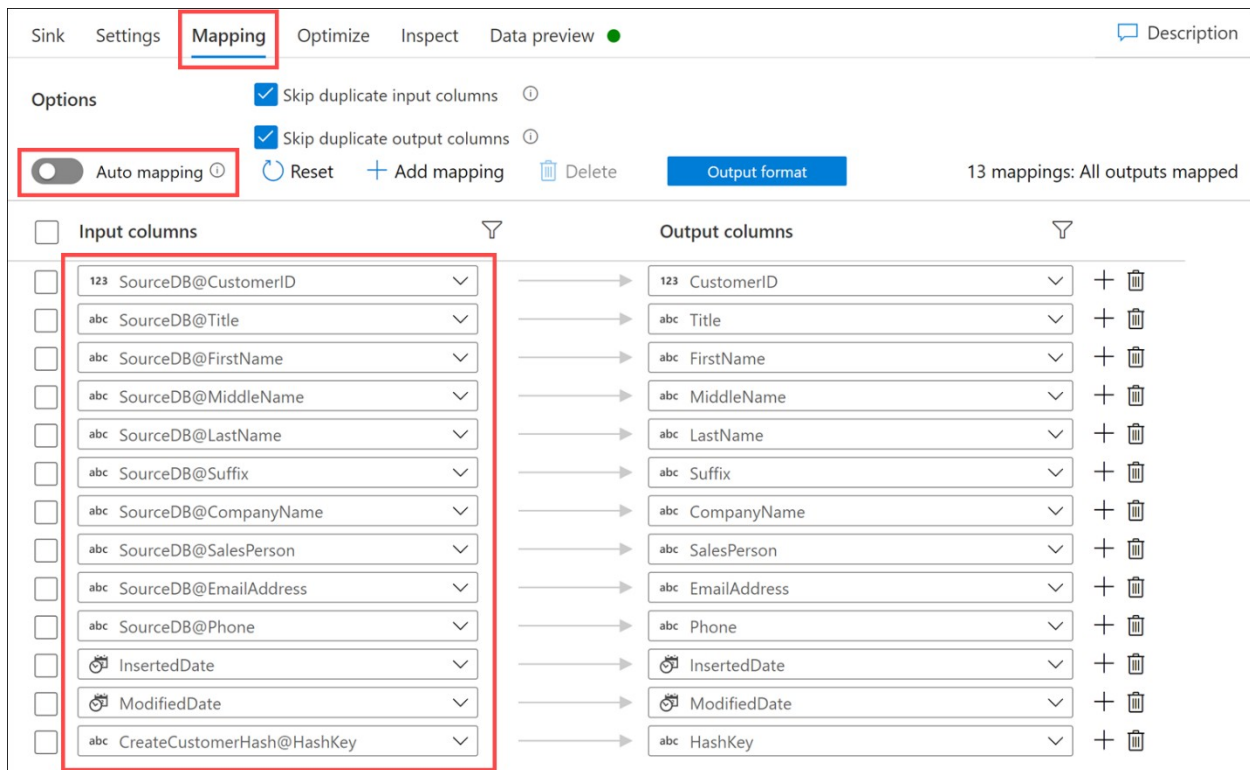 Sink Settings Mapping Optimize Inspect Data preview Description
Options Skip duplicate input columns
Skip duplicate output columns
Auto mapping Reset Add mapping Delete Output format 13 mappings: All outputs mapped
Input columns Output columns
123 SourceDB@CustomerID 123 CustomerID
abc SourceDB@Title abc Title
abc SourceDB@FirstName abc FirstName
abc SourceDB@MiddleName abc MiddleName
abc SourceDB@LastName abc LastName
abc SourceDB@Suffix abc Suffix
abc SourceDB@CompanyName abc CompanyName
abc SourceDB@SalesPerson abc SalesPerson
abc SourceDB@EmailAddress abc EmailAddress
abc SourceDB@Phone abc Phone
InsertedDate InsertedDate
ModifiedDate ModifiedDate
abc CreateCustomerHash@HashKey abc HashKey